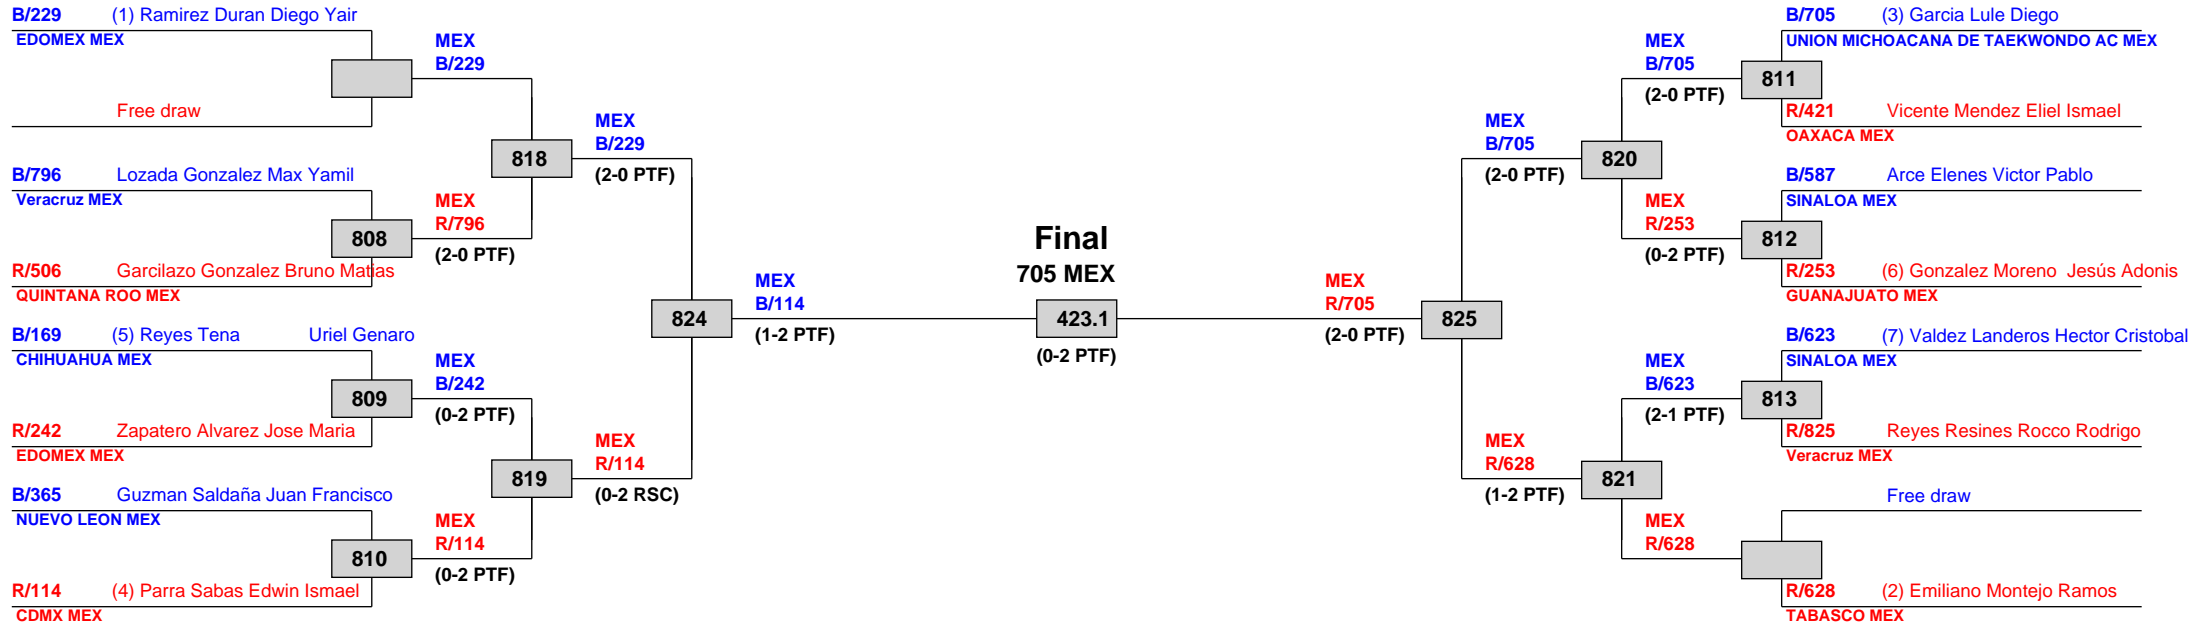 B/229 (1) Ramirez Duran Diego Yair
EDOMEX MEX
Free draw
B/796 Lozada Gonzalez Max Yamil
Veracruz MEX
808
R/506 Garcilazo Gonzalez Bruno Matias
QUINTANA ROO MEX
B/169 (5) Reyes Tena Uriel Genaro
CHIHUAHUA MEX
809
R/242 Zapatero Alvarez Jose Maria
EDOMEX MEX
B/365 Guzman Saldaña Juan Francisco
NUEVO LEON MEX
810
R/114 (4) Parra Sabas Edwin Ismael
CDMX MEX
MEX
B/229
818
MEX
R/796
(2-0 PTF)
MEX
B/242
(0-2 PTF)
819
MEX
R/114
(0-2 PTF)
MEX
B/229
(2-0 PTF)
824
MEX
R/114
(0-2 RSC)
MEX
B/114
(1-2 PTF)
Final
705 MEX
423.1
(0-2 PTF)
MEX
R/705
(2-0 PTF)
825
MEX
B/705
(2-0 PTF)
820
MEX
R/628
(1-2 PTF)
821
MEX
B/705
(2-0 PTF)
MEX
R/253
(0-2 PTF)
MEX
B/623
(2-1 PTF)
MEX
R/628
B/705 (3) Garcia Lule Diego
UNION MICHOACANA DE TAEKWONDO AC MEX
811
R/421 Vicente Mendez Eliel Ismael
OAXACA MEX
B/587 Arce Elenes Victor Pablo
SINALOA MEX
812
R/253 (6) Gonzalez Moreno Jesús Adonis
GUANAJUATO MEX
B/623 (7) Valdez Landeros Hector Cristobal
SINALOA MEX
813
R/825 Reyes Resines Rocco Rodrigo
Veracruz MEX
Free draw
R/628 (2) Emiliano Montejo Ramos
TABASCO MEX